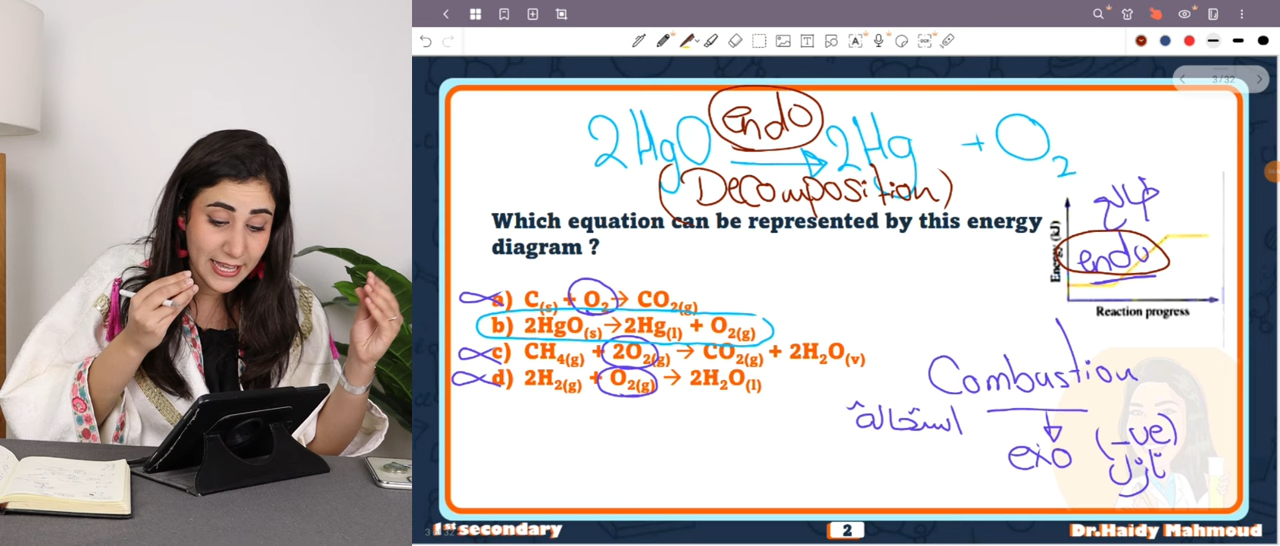 3/32
2HgO endo → 2Hg + O₂
(Decomposition)
Which equation can be represented by this energy
diagram ?
a) C(s) + O₂ → CO₂(g)
b) 2HgO(s)→2Hg(l) + O₂(g)
c) CH₄(g) + 2O₂(g) → CO₂(g) + 2H₂O(v)
d) 2H₂(g) + O₂(g) → 2H₂O(l)
Energy (kJ)
endo
Reaction progress
Combustion
استحالة
exo (-ve)
نازل
1st secondary
2
Dr.Haidy Mahmoud